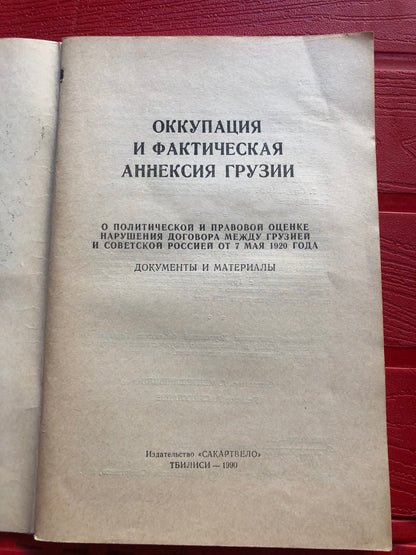 ОККУПАЦИЯ
И ФАКТИЧЕСКАЯ
АННЕКСИЯ ГРУЗИИ
О ПОЛИТИЧЕСКОЙ И ПРАВОВОЙ ОЦЕНКЕ
НАРУШЕНИЯ ДОГОВОРА МЕЖДУ ГРУЗИЕЙ
И СОВЕТСКОЙ РОССИЕЙ ОТ 7 МАЯ 1920 ГОДА
ДОКУМЕНТЫ И МАТЕРИАЛЫ
Издательство «САКАРТВЕЛО»
ТБИЛИСИ — 1990